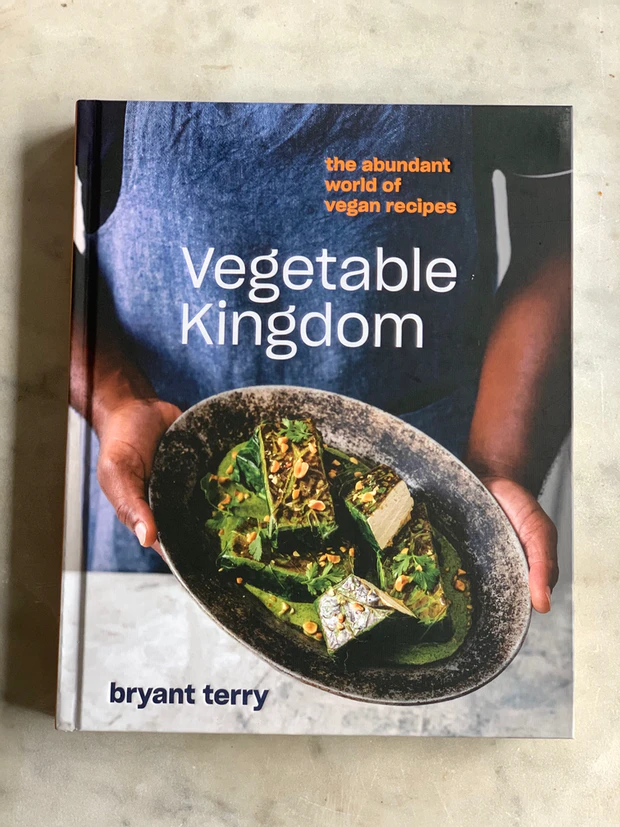 the abundant
world of
vegan recipes
Vegetable
Kingdom
bryant terry